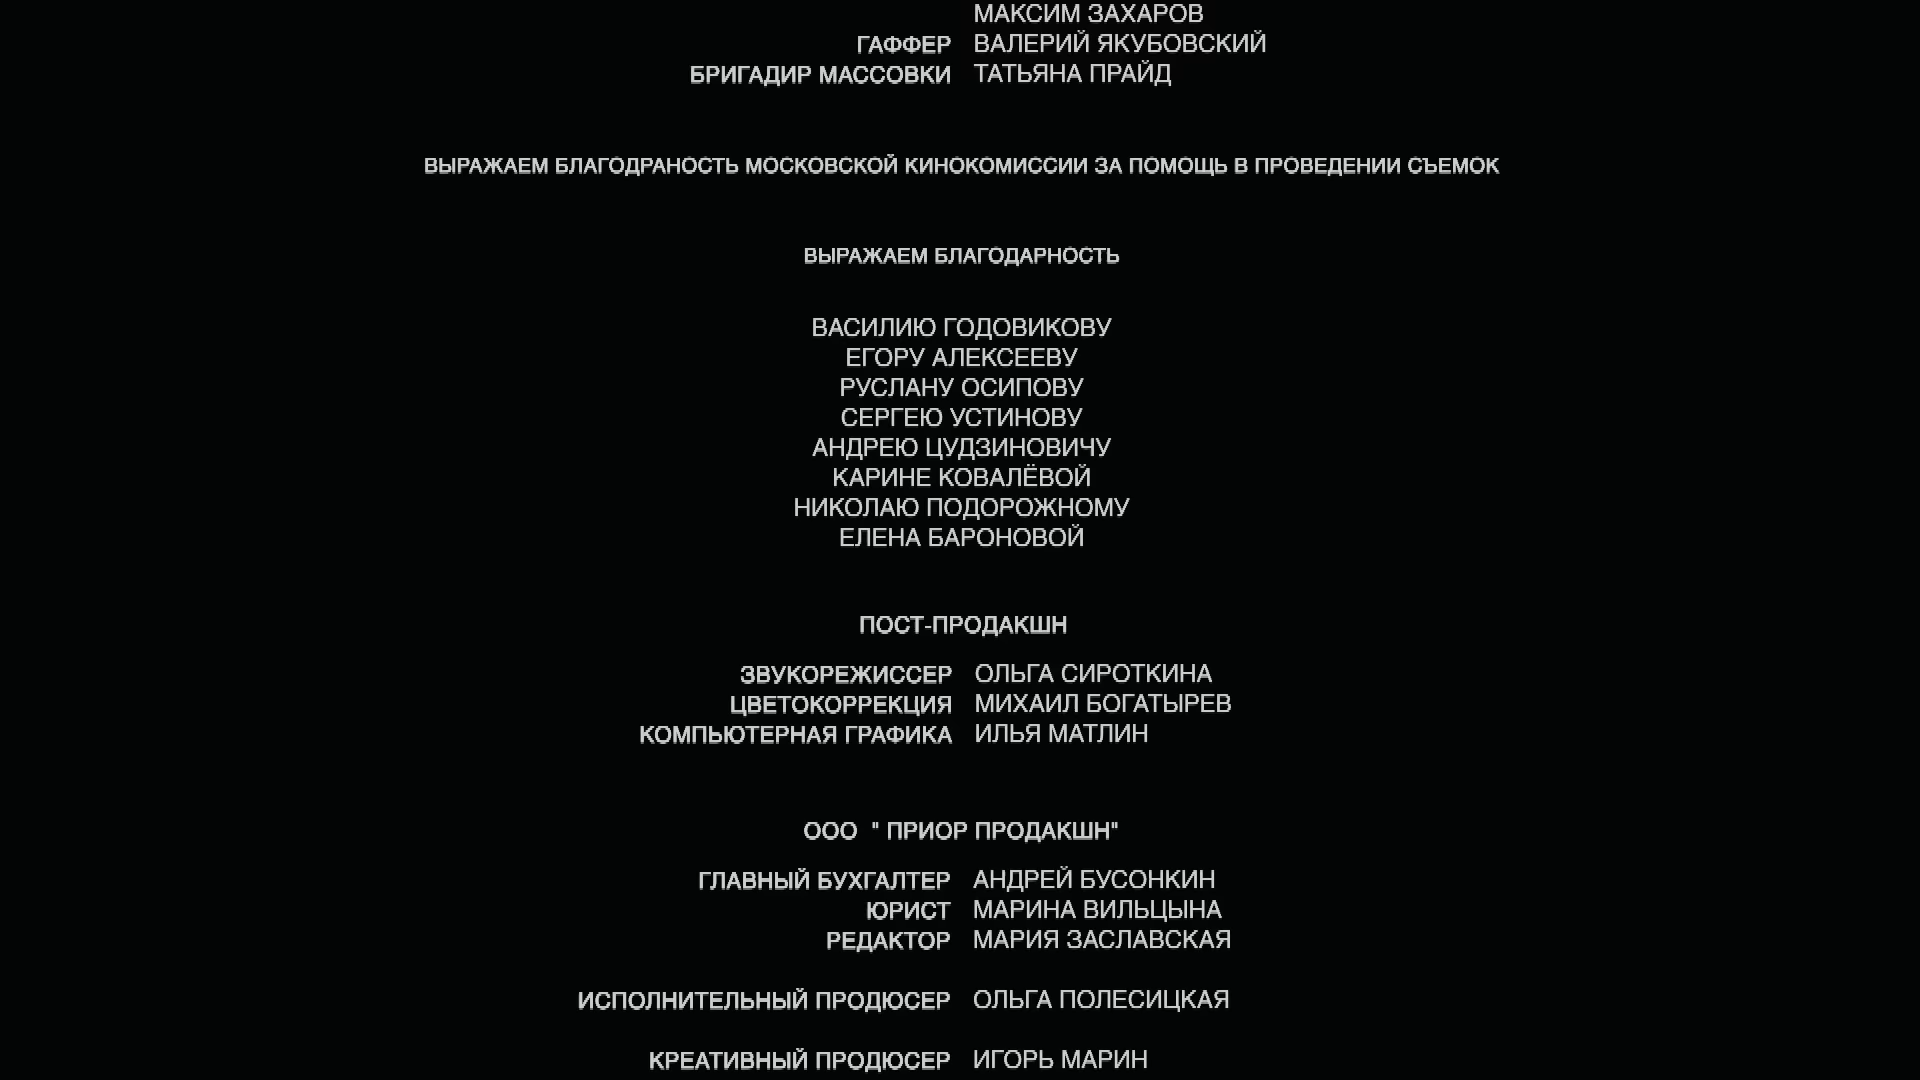 МАКСИМ ЗАХАРОВ
ГАФФЕР ВАЛЕРИЙ ЯКУБОВСКИЙ
БРИГАДИР МАССОВКИ ТАТЬЯНА ПРАЙД
ВЫРАЖАЕМ БЛАГОДРАНОСТЬ МОСКОВСКОЙ КИНОКОМИССИИ ЗА ПОМОЩЬ В ПРОВЕДЕНИИ СЪЕМОК
ВЫРАЖАЕМ БЛАГОДАРНОСТЬ
ВАСИЛИЮ ГОДОВИКОВУ
ЕГОРУ АЛЕКСЕЕВУ
РУСЛАНУ ОСИПОВУ
СЕРГЕЮ УСТИНОВУ
АНДРЕЮ ЦУДЗИНОВИЧУ
КАРИНЕ КОВАЛЁВОЙ
НИКОЛАЮ ПОДОРОЖНОМУ
ЕЛЕНА БАРОНОВОЙ
ПОСТ-ПРОДАКШН
ЗВУКОРЕЖИССЕР ОЛЬГА СИРОТКИНА
ЦВЕТОКОРРЕКЦИЯ МИХАИЛ БОГАТЫРЕВ
КОМПЬЮТЕРНАЯ ГРАФИКА ИЛЬЯ МАТЛИН
ООО " ПРИОР ПРОДАКШН"
ГЛАВНЫЙ БУХГАЛТЕР АНДРЕЙ БУСОНКИН
ЮРИСТ МАРИНА ВИЛЬЦЫНА
РЕДАКТОР МАРИЯ ЗАСЛАВСКАЯ
ИСПОЛНИТЕЛЬНЫЙ ПРОДЮСЕР ОЛЬГА ПОЛЕСИЦКАЯ
КРЕАТИВНЫЙ ПРОДЮСЕР ИГОРЬ МАРИН